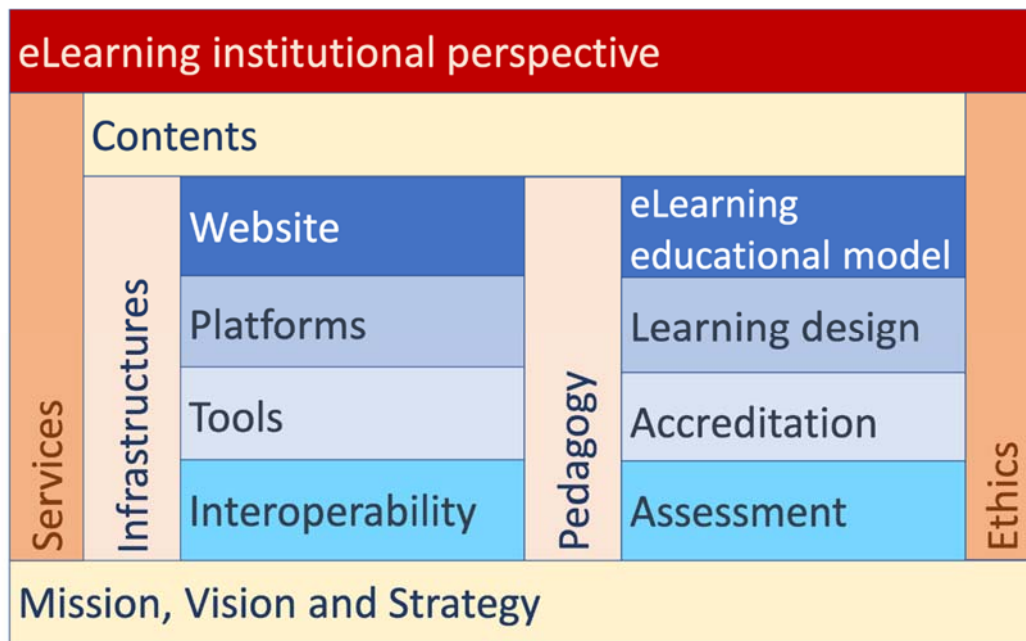 eLearning institutional perspective
Services
Contents
Infrastructures
Website
Platforms
Tools
Interoperability
Pedagogy
eLearning
educational model
Learning design
Accreditation
Assessment
Ethics
Mission, Vision and Strategy